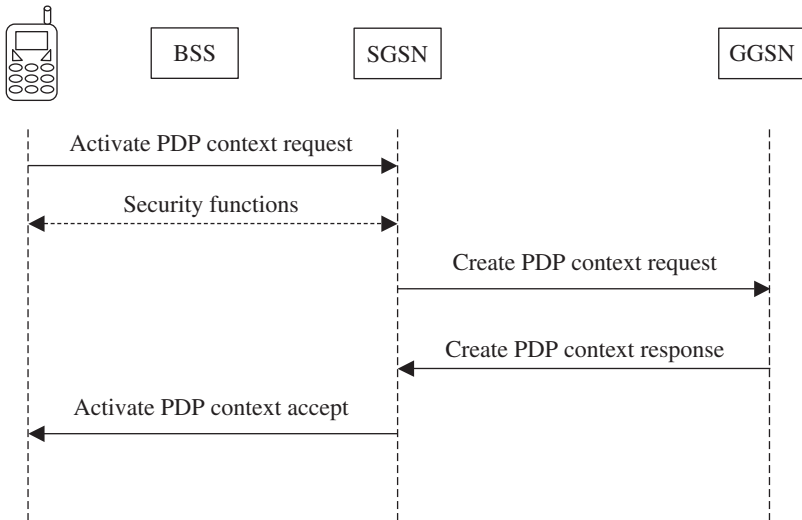 BSS
SGSN
GGSN
Activate PDP context request
Security functions
Create PDP context request
Create PDP context response
Activate PDP context accept